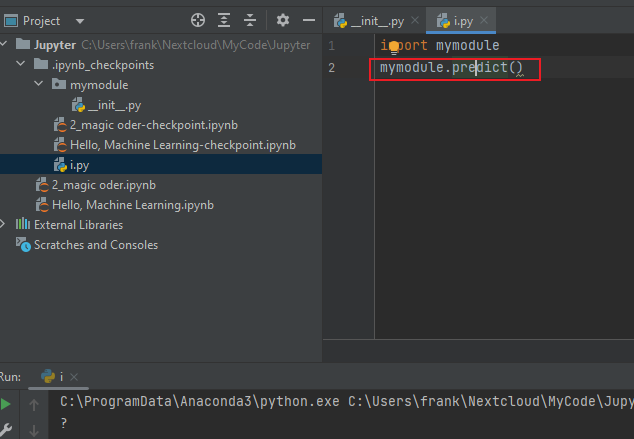 Project
Jupyter C:\Users\frank\Nextcloud\MyCode\Jupyter
.ipynb_checkpoints
mymodule
__init__.py
2_magic oder-checkpoint.ipynb
Hello, Machine Learning-checkpoint.ipynb
i.py
2_magic oder.ipynb
Hello, Machine Learning.ipynb
External Libraries
Scratches and Consoles
__init__.py
i.py
1 import mymodule
2 mymodule.predict()
Run: i
C:\ProgramData\Anaconda3\python.exe C:\Users\frank\Nextcloud\MyCode\Jupy
?